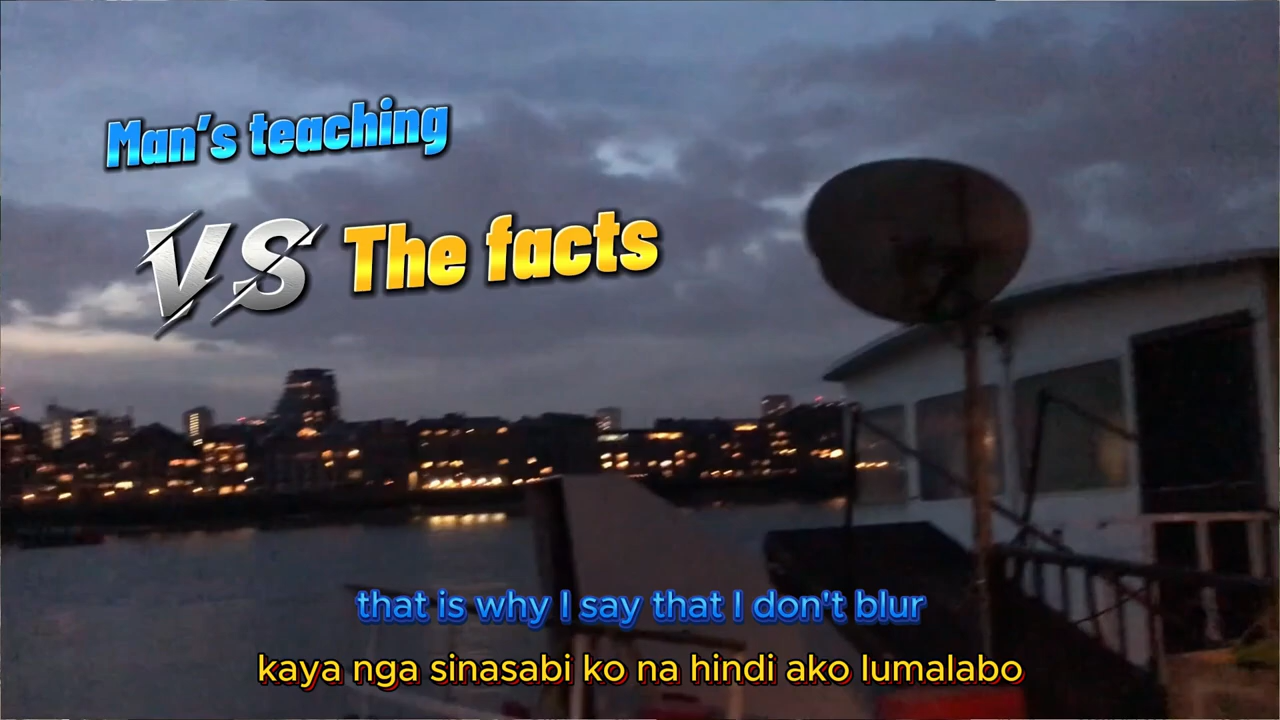 Man's teaching
VS The facts
that is why I say that I don't blur
kaya nga sinasabi ko na hindi ako lumalabo